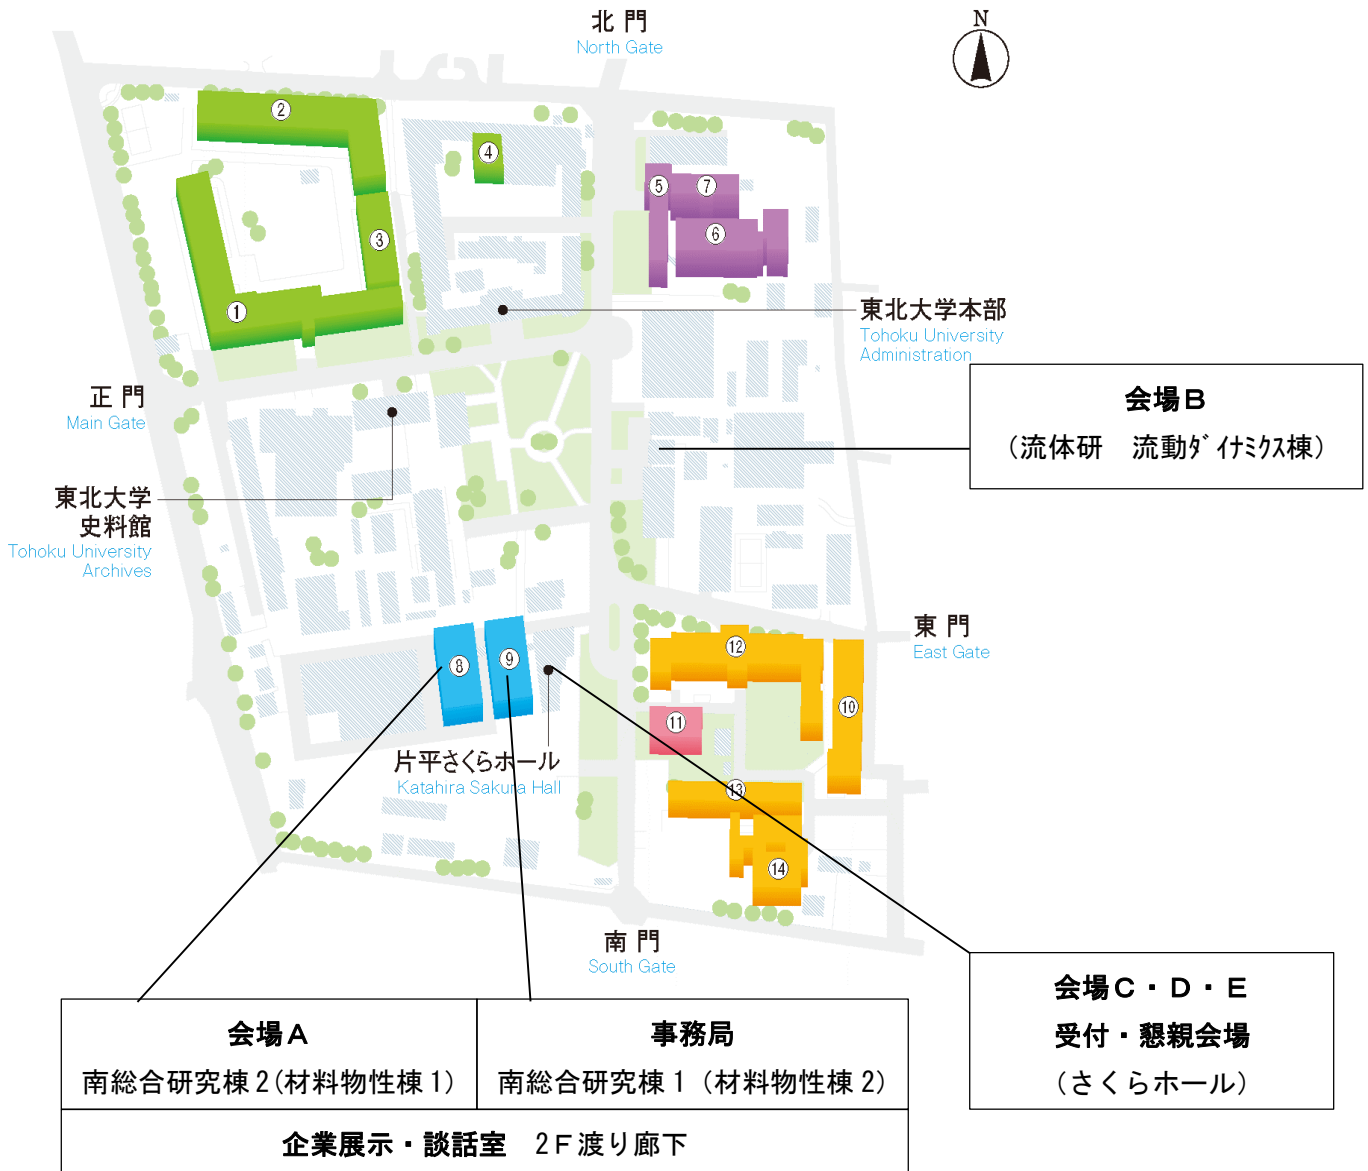 北門
North Gate
N
②
④
⑤
⑦
③
⑥
①
東北大学本部
Tohoku University
Administration
正門
Main Gate
会場B
(流体研　流動ﾀﾞｲﾅﾐｸｽ棟)
東北大学
史料館
Tohoku University
Archives
東門
East Gate
⑫
⑧
⑨
⑩
⑪
片平さくらホール
Katahira Sakura Hall
⑬
⑭
南門
South Gate
会場C・D・E
受付・懇親会場
(さくらホール)
会場A
南総合研究棟2(材料物性棟1)
事務局
南総合研究棟1 (材料物性棟2)
企業展示・談話室　2F渡り廊下